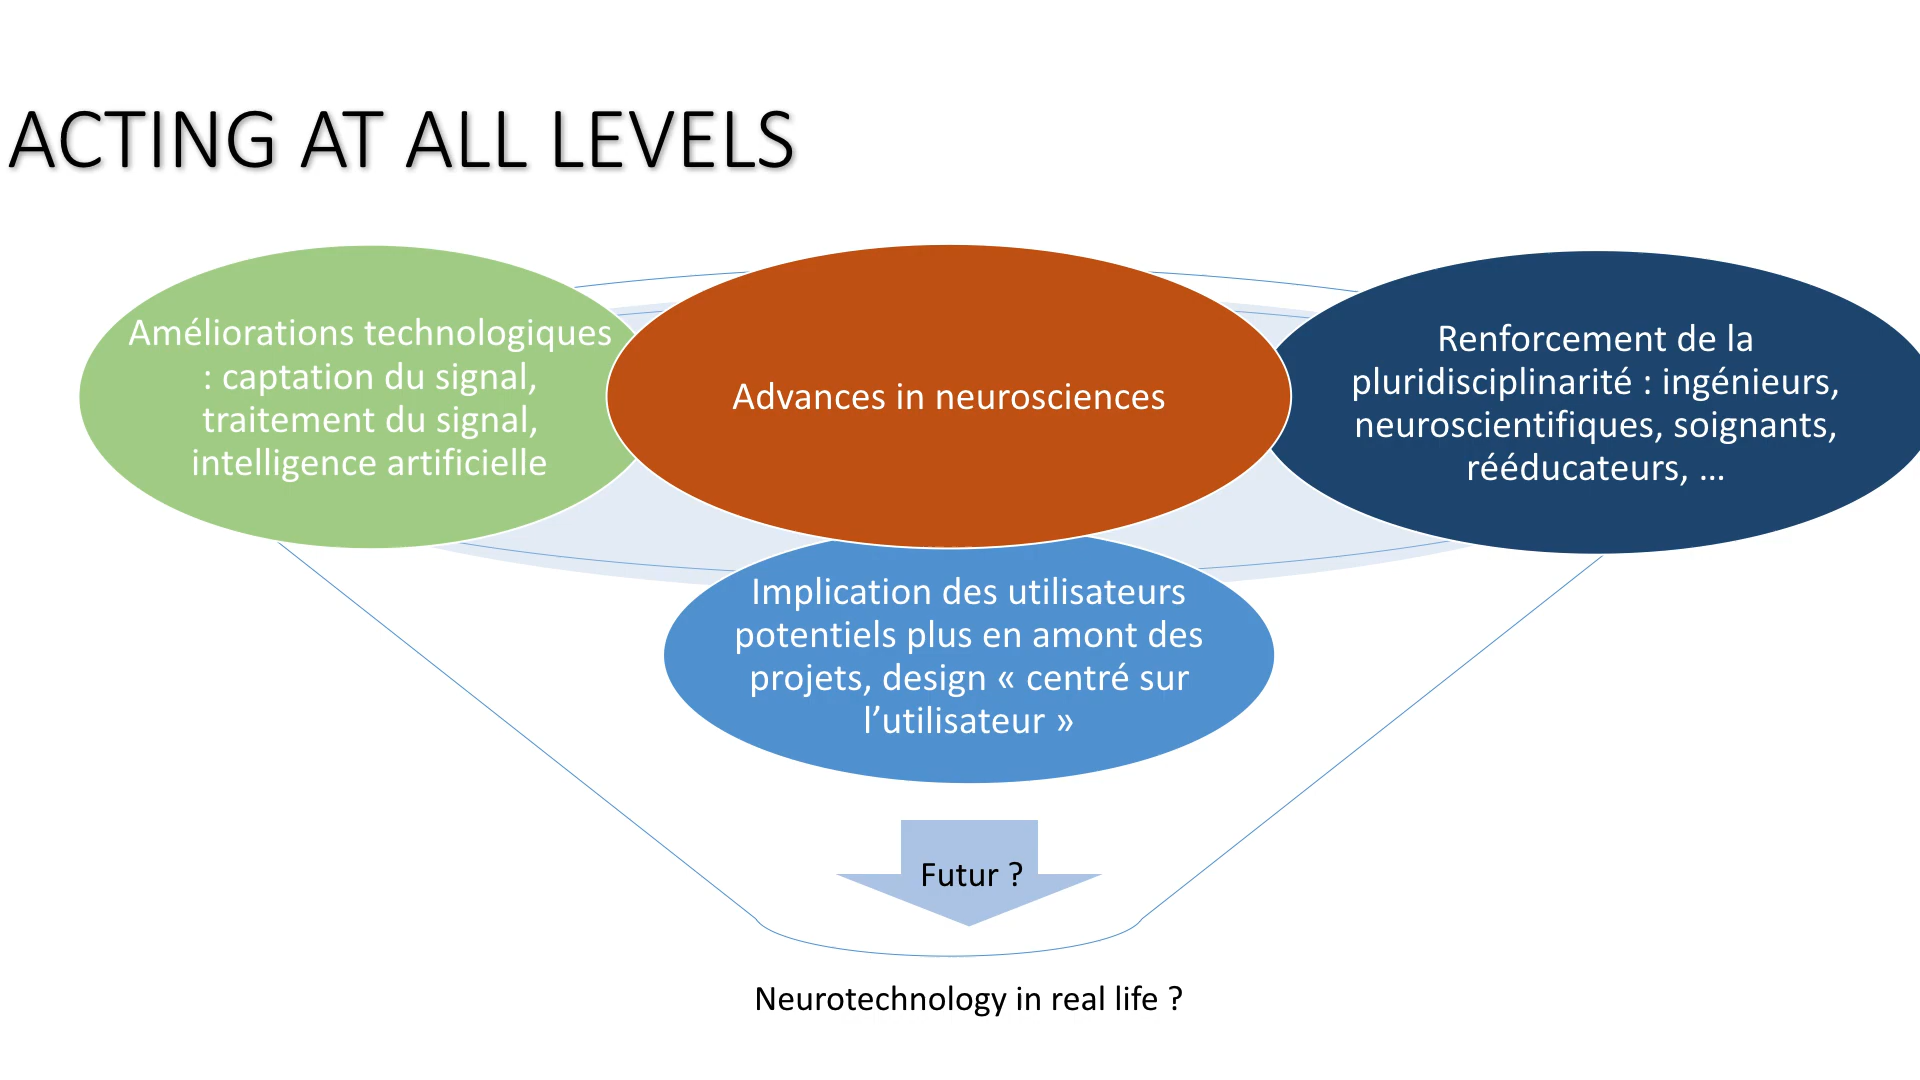 ACTING AT ALL LEVELS
Améliorations technologiques
: captation du signal,
traitement du signal,
intelligence artificielle
Advances in neurosciences
Renforcement de la
pluridisciplinarité : ingénieurs,
neuroscientifiques, soignants,
rééducateurs, ...
Implication des utilisateurs
potentiels plus en amont des
projets, design « centré sur
l’utilisateur »
Futur ?
Neurotechnology in real life ?